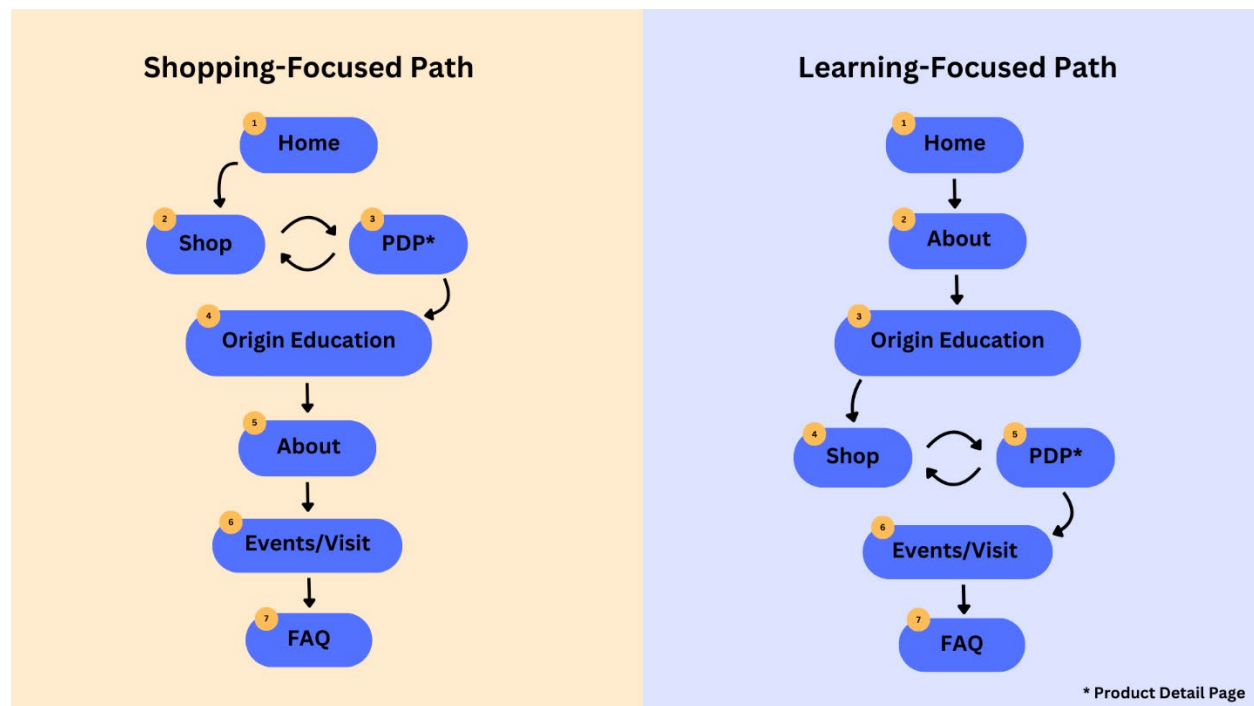 Shopping-Focused Path
1
Home
2
Shop
3
PDP*
4
Origin Education
5
About
6
Events/Visit
7
FAQ
Learning-Focused Path
1
Home
2
About
3
Origin Education
4
Shop
5
PDP*
6
Events/Visit
7
FAQ
* Product Detail Page